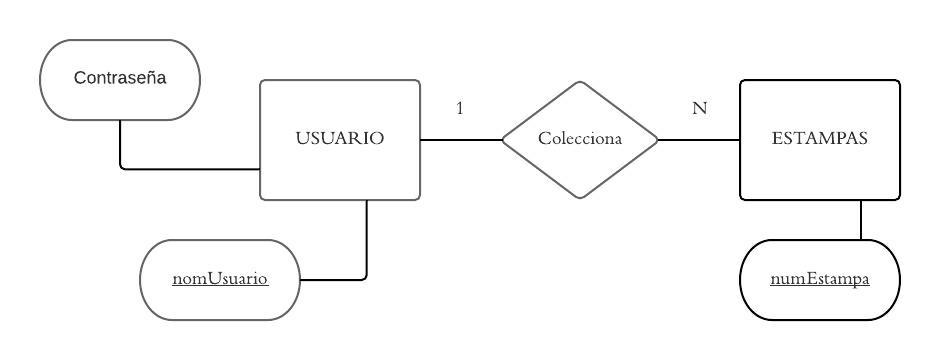 Contraseña
USUARIO
1
Colecciona
N
ESTAMPAS
nomUsuario
numEstampa